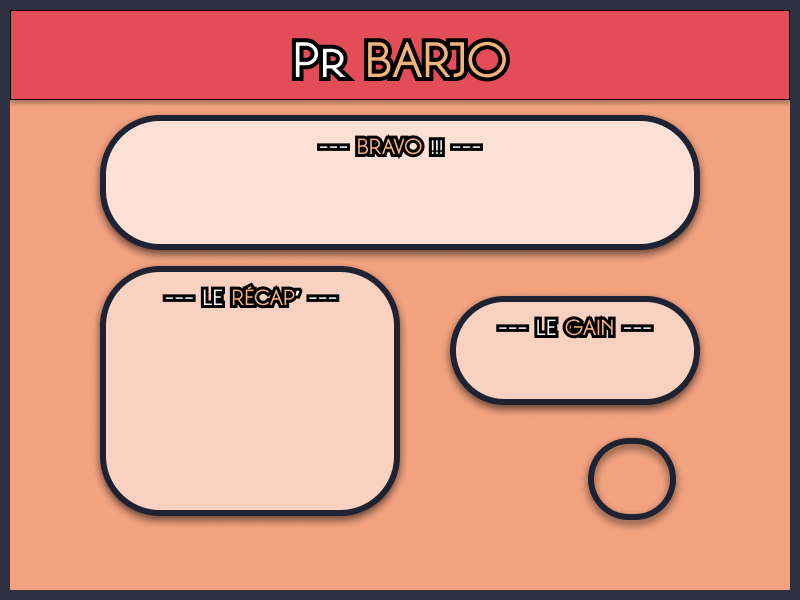 Pr BARJO
--- BRAVO !!! ---
--- LE RÉCAP' ---
--- LE GAIN ---